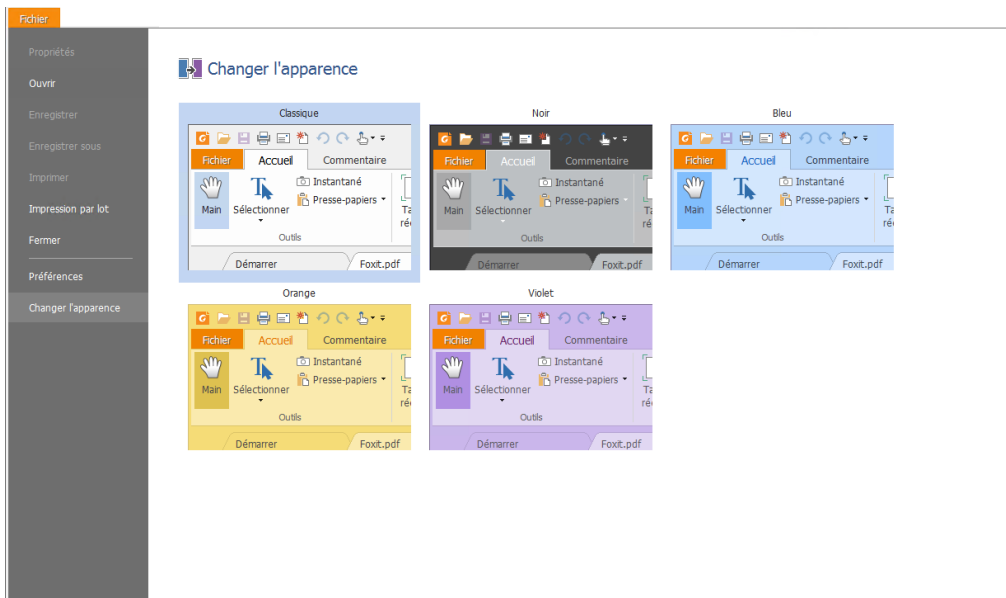 Fichier
Propriétés
Ouvrir
Enregistrer
Enregistrer sous
Imprimer
Impression par lot
Fermer
Préférences
Changer l'apparence
Changer l'apparence
Classique
Fichier Accueil Commentaire
Main Sélectionner Instantané
Presse-papiers
Outils
Démarrer Foxit.pdf
Noir
Fichier Accueil Commentaire
Main Sélectionner Instantané
Presse-papiers
Outils
Démarrer Foxit.pdf
Bleu
Fichier Accueil Commentaire
Main Sélectionner Instantané
Presse-papiers
Outils
Démarrer Foxit.pdf
Orange
Fichier Accueil Commentaire
Main Sélectionner Instantané
Presse-papiers
Outils
Démarrer Foxit.pdf
Violet
Fichier Accueil Commentaire
Main Sélectionner Instantané
Presse-papiers
Outils
Démarrer Foxit.pdf